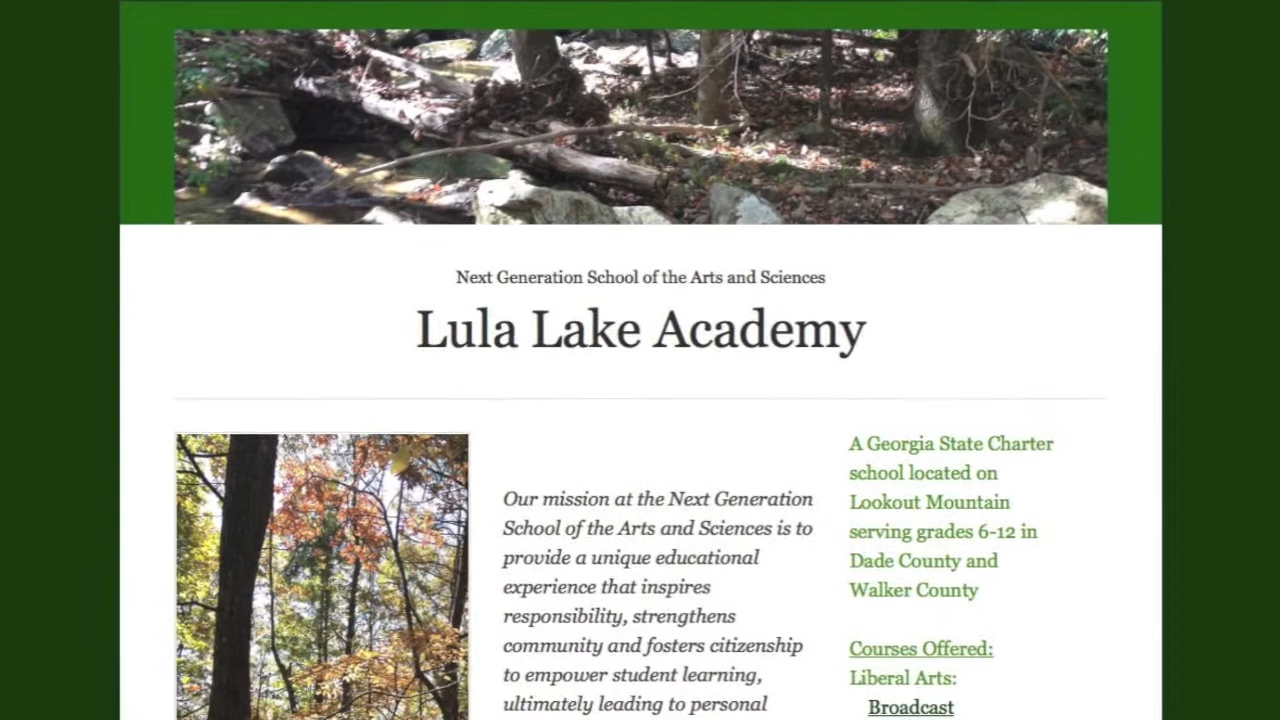 Next Generation School of the Arts and Sciences
Lula Lake Academy
Our mission at the Next Generation
School of the Arts and Sciences is to
provide a unique educational
experience that inspires
responsibility, strengthens
community and fosters citizenship
to empower student learning,
ultimately leading to personal
A Georgia State Charter
school located on
Lookout Mountain
serving grades 6-12 in
Dade County and
Walker County
Courses Offered:
Liberal Arts:
Broadcast